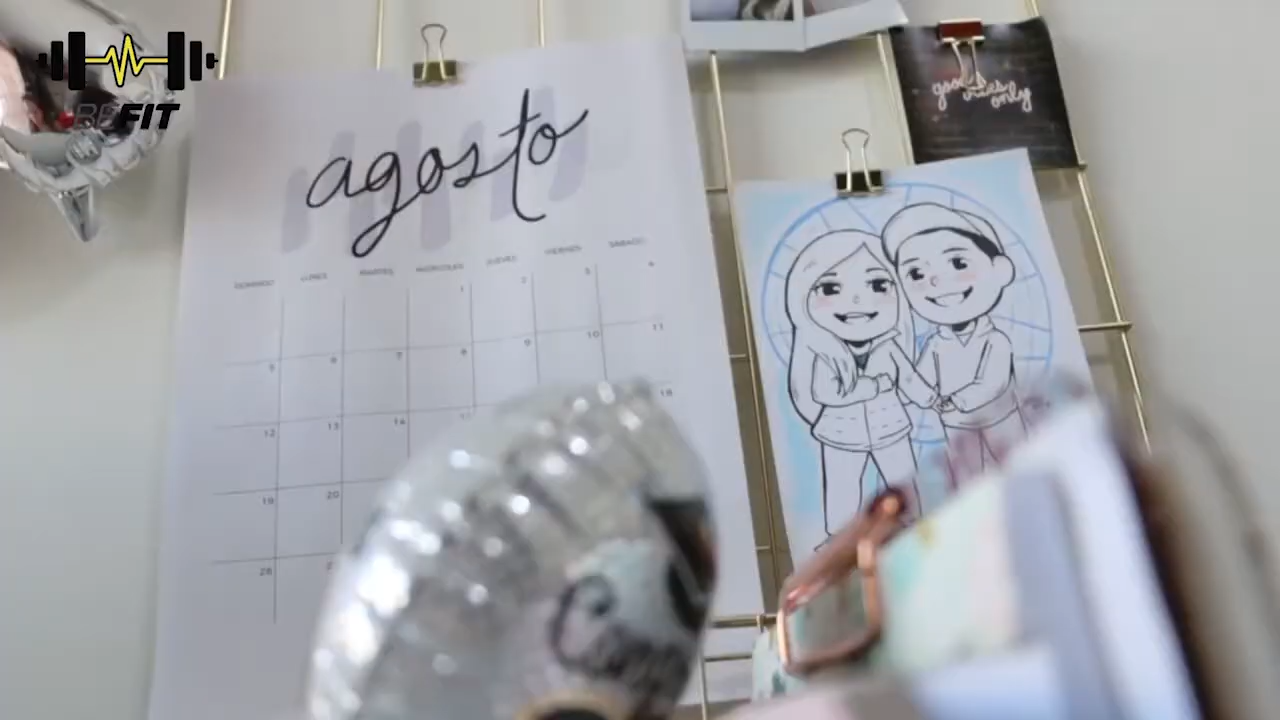 BEFIT
agosto
DOMINGO LUNES MARTES MIERCOLES JUEVES VIERNES SABADO
1 2 3 4
5 6 7 8 9 10 11
12 13 14 18
19 20
26
good
vibes
only